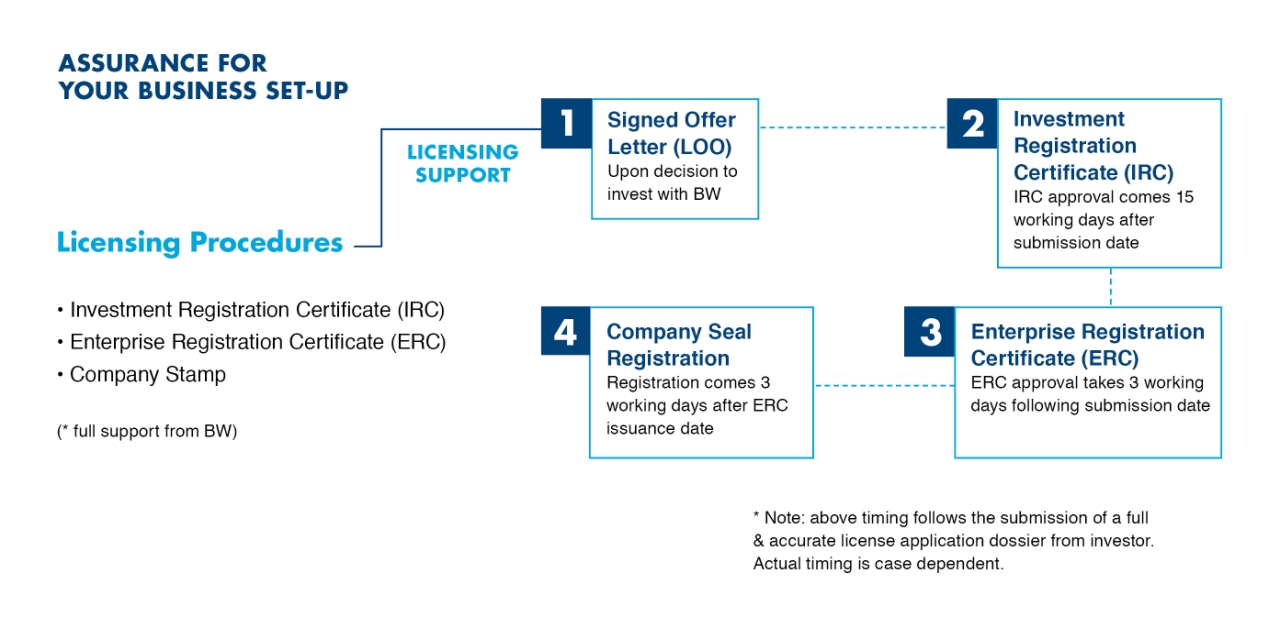 ASSURANCE FOR
YOUR BUSINESS SET-UP
LICENSING
SUPPORT
Licensing Procedures
• Investment Registration Certificate (IRC)
• Enterprise Registration Certificate (ERC)
• Company Stamp
(* full support from BW)
1
Signed Offer
Letter (LOO)
Upon decision to
invest with BW
2
Investment
Registration
Certificate (IRC)
IRC approval comes 15
working days after
submission date
3
Enterprise Registration
Certificate (ERC)
ERC approval takes 3 working
days following submission date
4
Company Seal
Registration
Registration comes 3
working days after ERC
issuance date
* Note: above timing follows the submission of a full
& accurate license application dossier from investor.
Actual timing is case dependent.